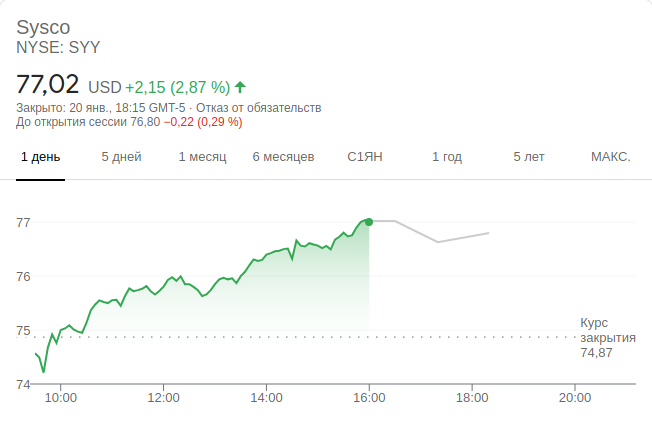 Sysco
NYSE: SYY
77,02 USD +2,15 (2,87 %)
Закрыто: 20 янв., 18:15 GMT-5 · Отказ от обязательств
До открытия сессии 76,80 −0,22 (0,29 %)
1 день 5 дней 1 месяц 6 месяцев С1ЯН 1 год 5 лет МАКС.
77
76
75
74
Курс
закрытия
74,87
10:00 12:00 14:00 16:00 18:00 20:00